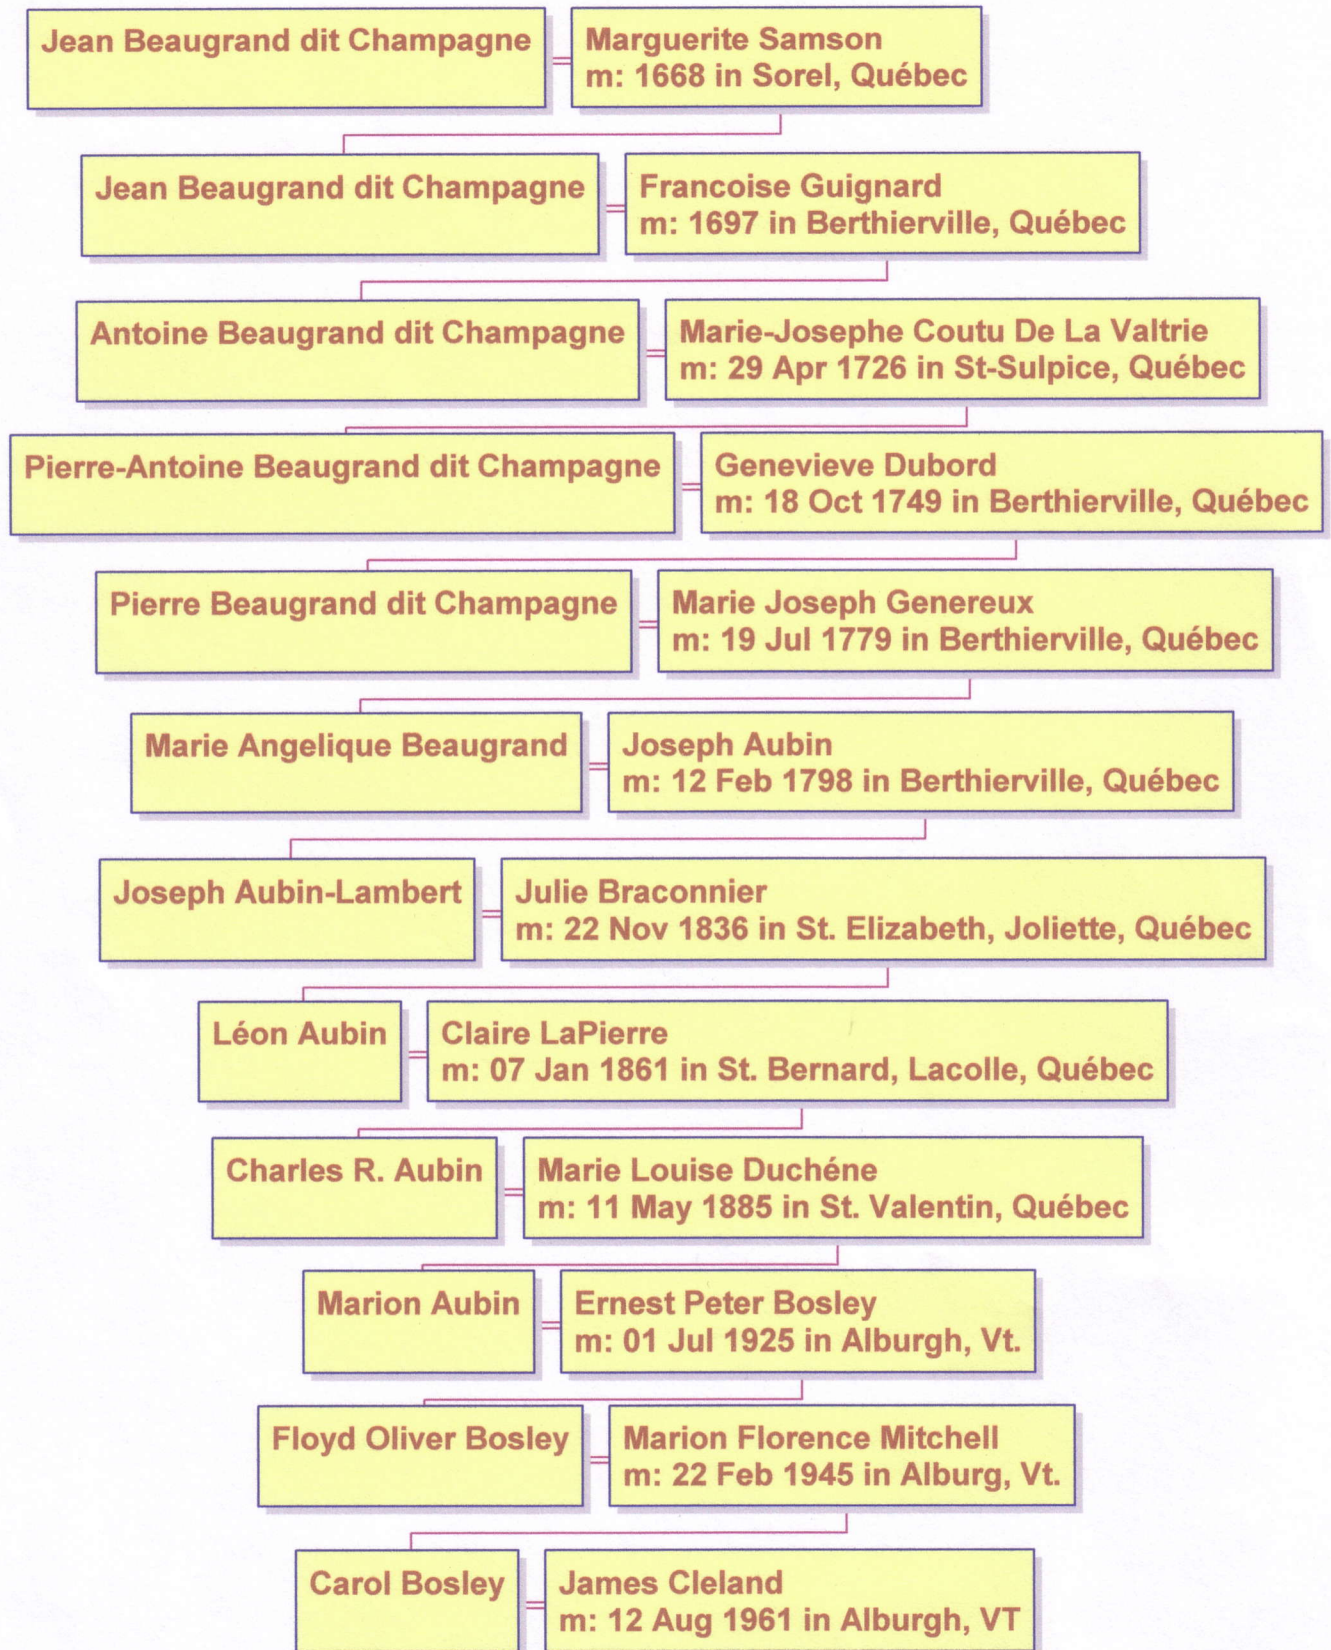 Jean Beaugrand dit Champagne
Marguerite Samson
m: 1668 in Sorel, Québec
Jean Beaugrand dit Champagne
Francoise Guignard
m: 1697 in Berthierville, Québec
Antoine Beaugrand dit Champagne
Marie-Josephe Coutu De La Valtrie
m: 29 Apr 1726 in St-Sulpice, Québec
Pierre-Antoine Beaugrand dit Champagne
Genevieve Dubord
m: 18 Oct 1749 in Berthierville, Québec
Pierre Beaugrand dit Champagne
Marie Joseph Genereux
m: 19 Jul 1779 in Berthierville, Québec
Marie Angelique Beaugrand
Joseph Aubin
m: 12 Feb 1798 in Berthierville, Québec
Joseph Aubin-Lambert
Julie Braconnier
m: 22 Nov 1836 in St. Elizabeth, Joliette, Québec
Léon Aubin
Claire LaPierre
m: 07 Jan 1861 in St. Bernard, Lacolle, Québec
Charles R. Aubin
Marie Louise Duchéne
m: 11 May 1885 in St. Valentin, Québec
Marion Aubin
Ernest Peter Bosley
m: 01 Jul 1925 in Alburgh, Vt.
Floyd Oliver Bosley
Marion Florence Mitchell
m: 22 Feb 1945 in Alburg, Vt.
Carol Bosley
James Cleland
m: 12 Aug 1961 in Alburgh, VT